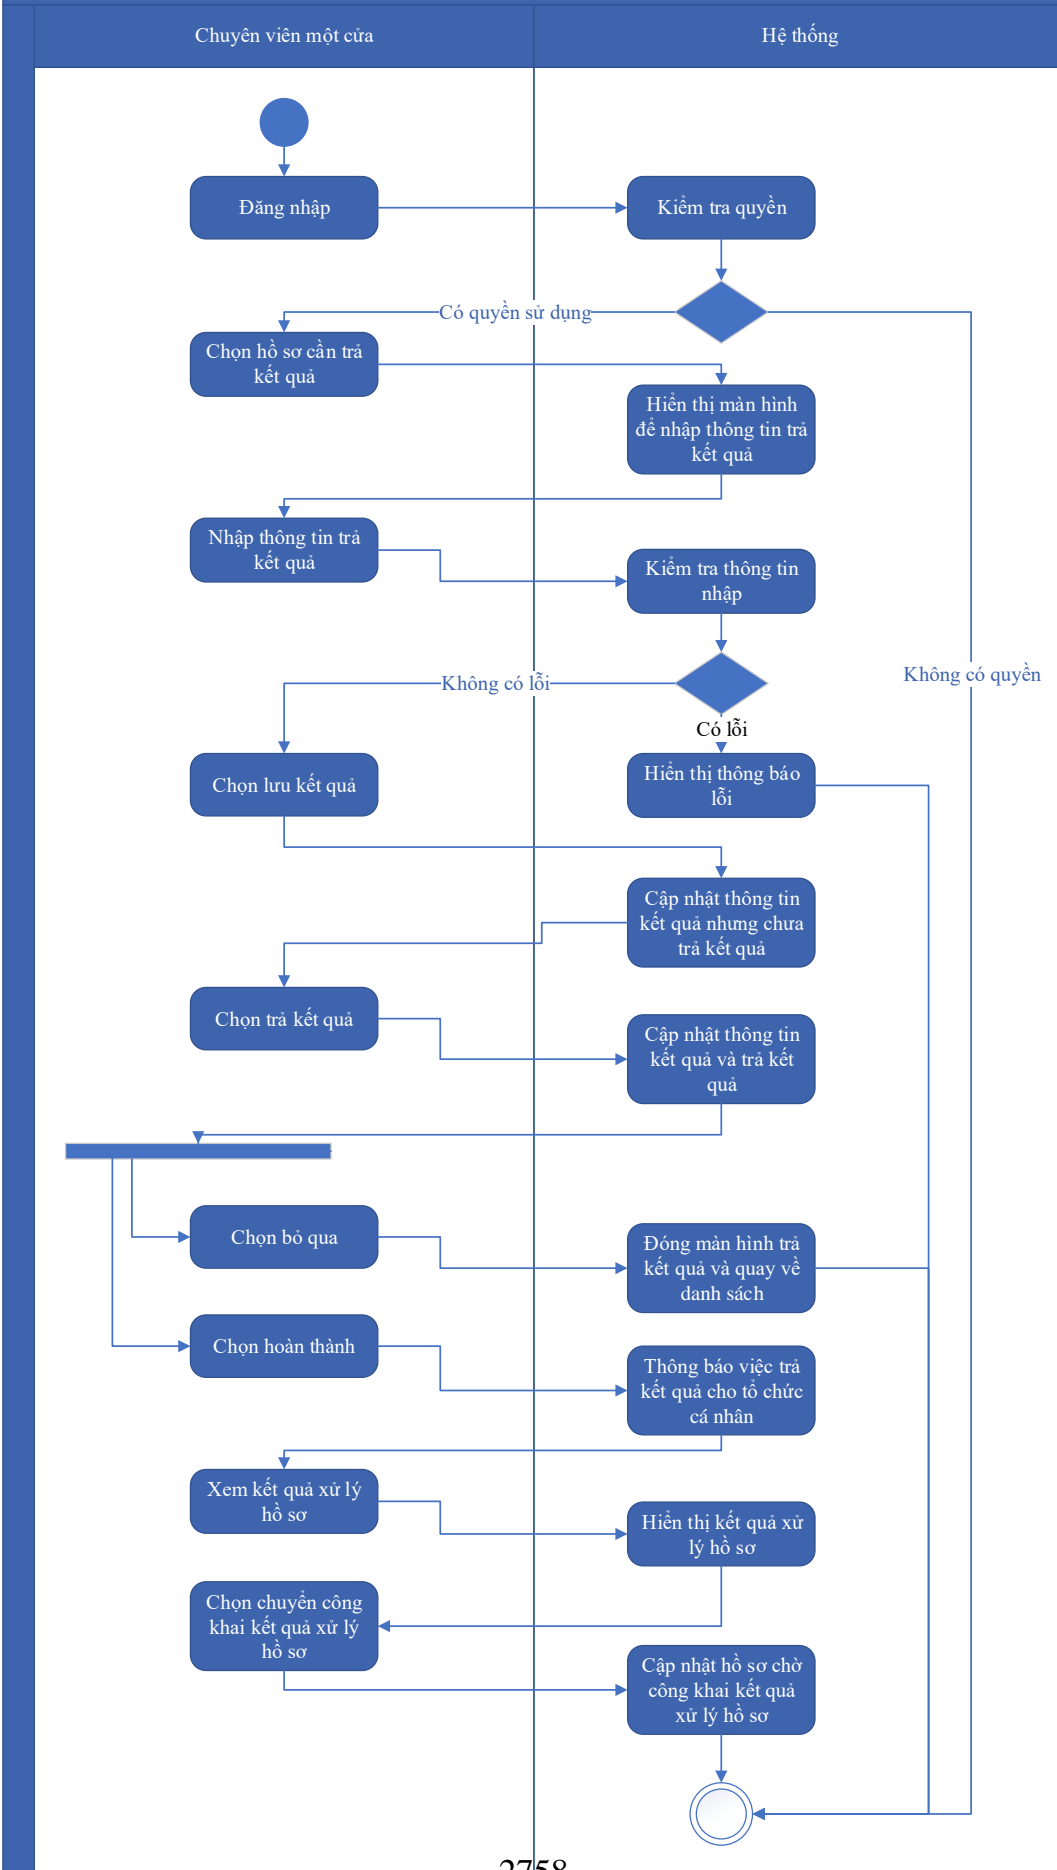 Chuyên viên một cửa
Hệ thống
Đăng nhập
Kiểm tra quyền
Có quyền sử dụng
Chọn hồ sơ cần trả
kết quả
Hiển thị màn hình
để nhập thông tin trả
kết quả
Nhập thông tin trả
kết quả
Kiểm tra thông tin
nhập
Không có quyền
Không có lỗi
Có lỗi
Chọn lưu kết quả
Hiển thị thông báo
lỗi
Cập nhật thông tin
kết quả nhưng chưa
trả kết quả
Chọn trả kết quả
Cập nhật thông tin
kết quả và trả kết
quả
Chọn bỏ qua
Đóng màn hình trả
kết quả và quay về
danh sách
Chọn hoàn thành
Thông báo việc trả
kết quả cho tổ chức
cá nhân
Xem kết quả xử lý
hồ sơ
Hiển thị kết quả xử
lý hồ sơ
Chọn chuyển công
khai kết quả xử lý
hồ sơ
Cập nhật hồ sơ chờ
công khai kết quả
xử lý hồ sơ
2758